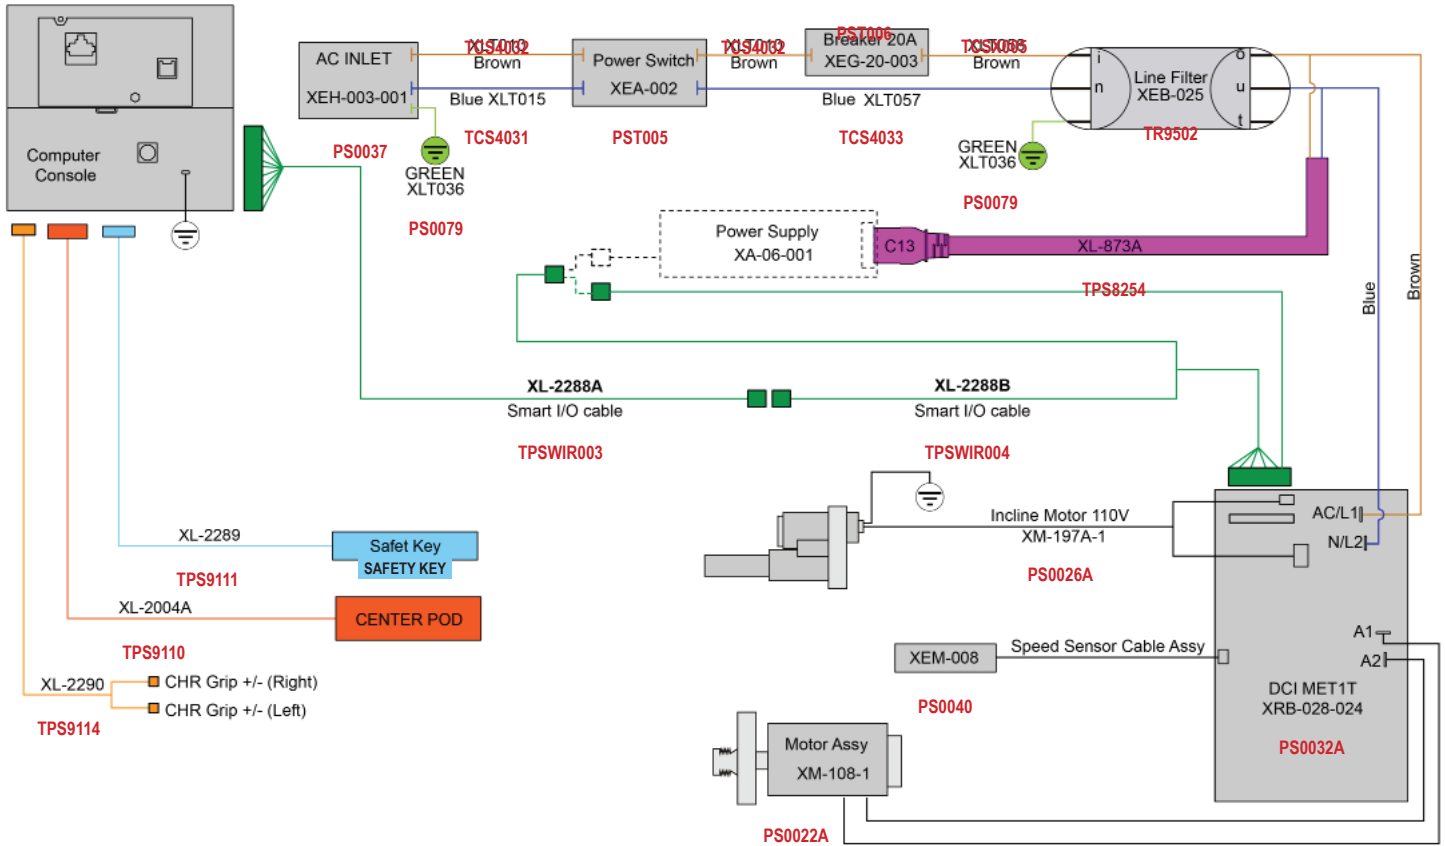 AC INLET
XEH-003-001
PS0037
TCS4032
Brown
Blue XLT015
TCS4031
GREEN
XLT036
PS0079
Power Switch
XEA-002
PST005
TCS4032
Brown
PST006
Breaker 20A
XEG-20-003
Blue XLT057
TCS4033
Brown
GREEN
XLT036
PS0079
i
n
Line Filter
XEB-025
TR9502
o
u
t
Computer
Console
Power Supply
XA-06-001
C13
XL-873A
TPS8254
Blue
Brown
XL-2288A
Smart I/O cable
TPSWIR003
XL-2288B
Smart I/O cable
TPSWIR004
XL-2289
TPS9111
Safet Key
SAFETY KEY
XL-2004A
TPS9110
CENTER POD
XL-2290
TPS9114
CHR Grip +/- (Right)
CHR Grip +/- (Left)
Incline Motor 110V
XM-197A-1
PS0026A
AC/L1
N/L2
XEM-008
PS0040
Speed Sensor Cable Assy
A1
A2
DCI MET1T
XRB-028-024
PS0032A
Motor Assy
XM-108-1
PS0022A